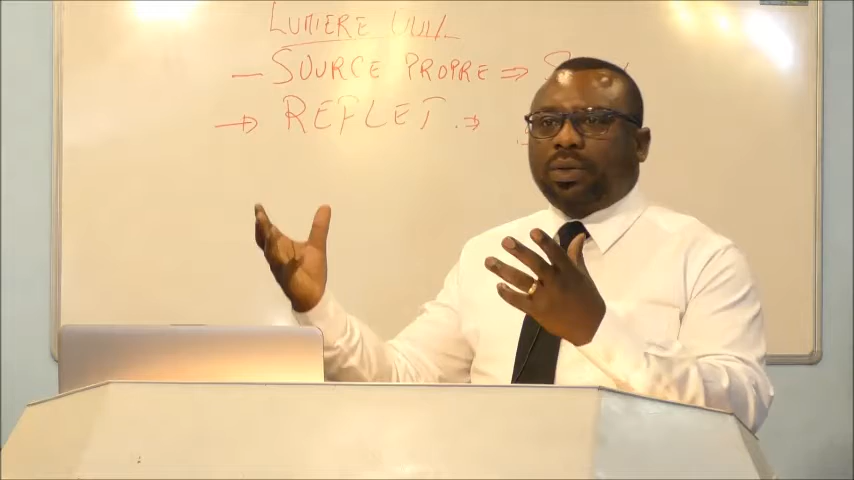 LUMIERE
→ SOURCE PROPRE ⇒
→ REFLET ⇒